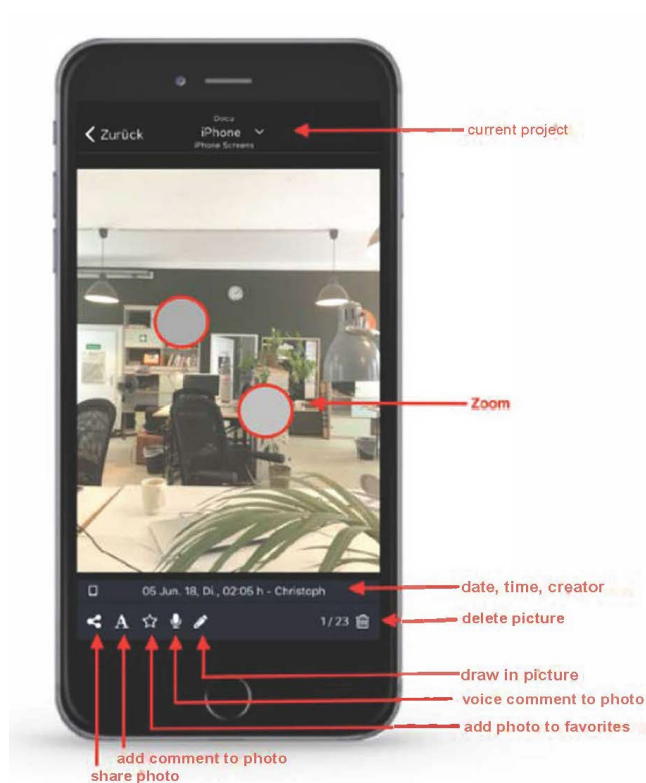 Docu
Zurück
iPhone
iPhone Screens
current project
Zoom
05 Jun. 18, Di., 02:05 h - Christoph
date, time, creator
A
1/23
delete picture
draw in picture
voice comment to photo
add photo to favorites
add comment to photo
share photo